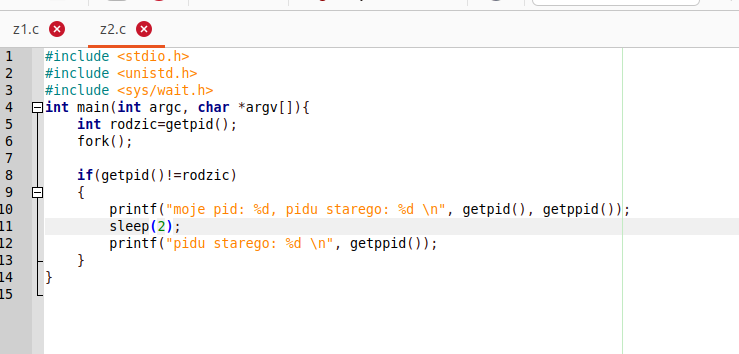 z1.c z2.c
1 #include <stdio.h>
2 #include <unistd.h>
3 #include <sys/wait.h>
4 int main(int argc, char *argv[]){
5     int rodzic=getpid();
6     fork();
7
8     if(getpid()!=rodzic)
9     {
10         printf("moje pid: %d, pidu starego: %d \n", getpid(), getppid());
11         sleep(2);
12         printf("pidu starego: %d \n", getppid());
13     }
14 }
15